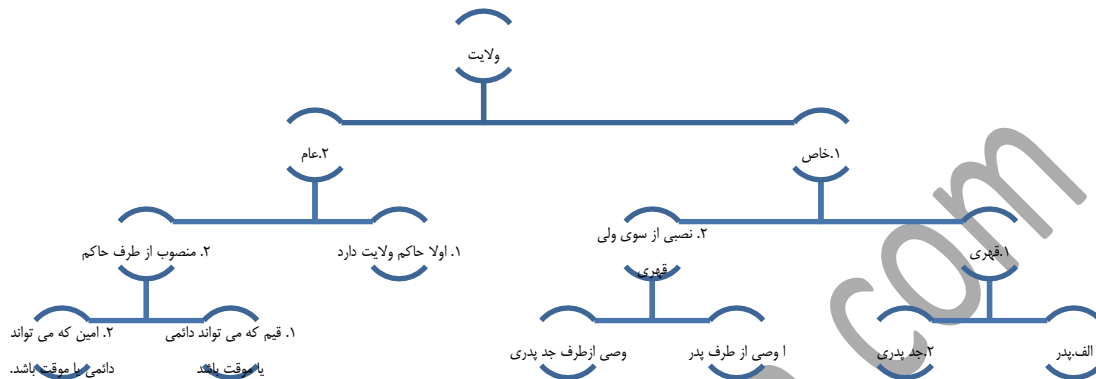 ولایت
۱.خاص
۲.عام
۱.قهری
۲. نصبی از سوی ولی
قهری
۱. اولا حاکم ولایت دارد
۲. منصوب از طرف حاکم
الف.پدر
۲.جد پدری
ا وصی از طرف پدر
وصی ازطرف جد پدری
۱. قیم که می تواند دائمی
یا موقت باشد
۲. امین که می تواند
دائمی یا موقت باشد.
com